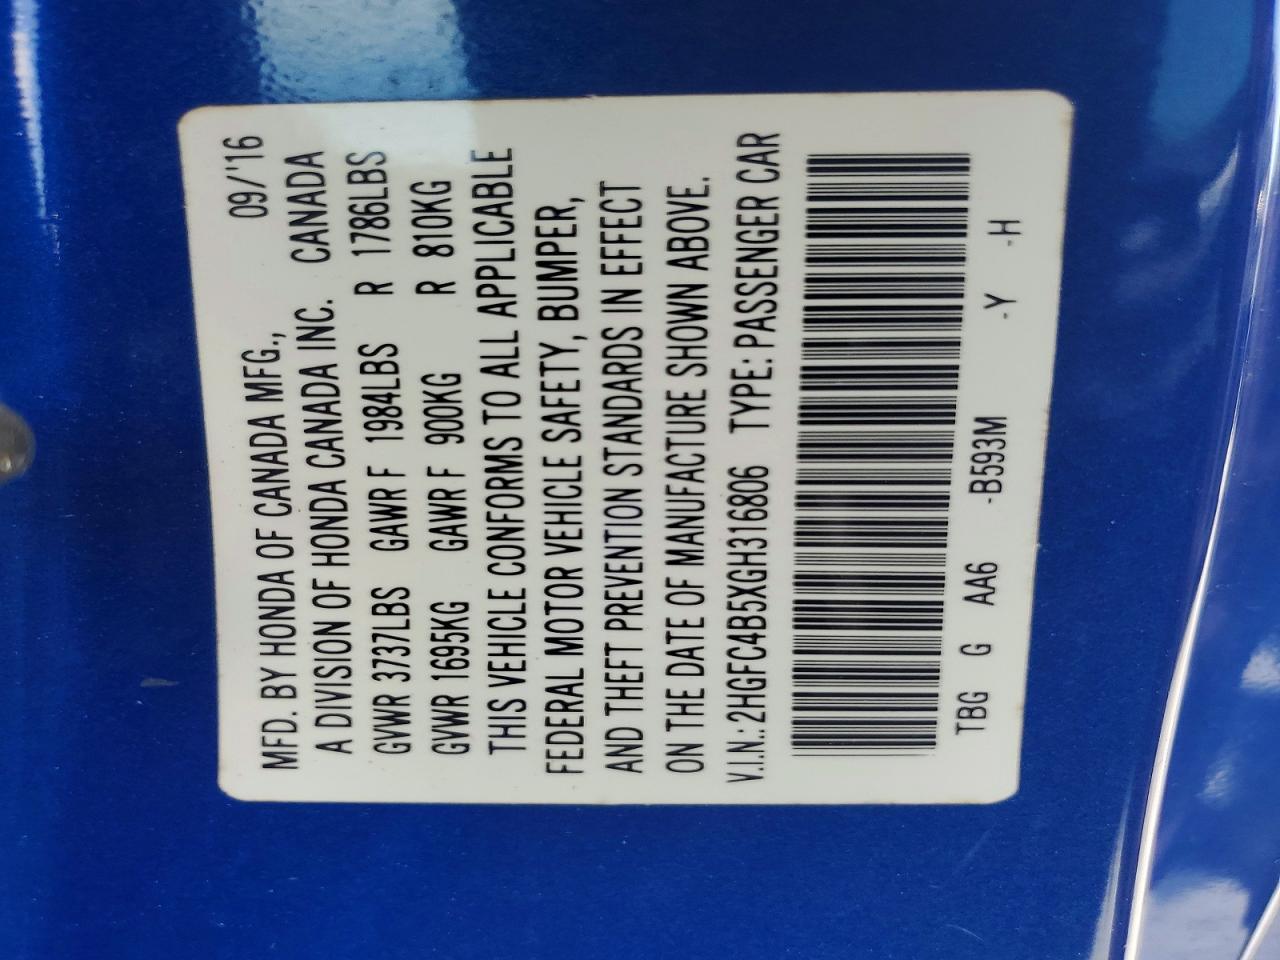 MFD. BY HONDA OF CANADA MFG., 09/'16
A DIVISION OF HONDA CANADA INC. CANADA
GVWR 3737LBS GAWR F 1984LBS R 1786LBS
GVWR 1695KG GAWR F 900KG R 810KG
THIS VEHICLE CONFORMS TO ALL APPLICABLE
FEDERAL MOTOR VEHICLE SAFETY, BUMPER,
AND THEFT PREVENTION STANDARDS IN EFFECT
ON THE DATE OF MANUFACTURE SHOWN ABOVE.
V.I.N.: 2HGFC4B5XGH316806 TYPE: PASSENGER CAR
TBG G AA6 -B593M -Y -H